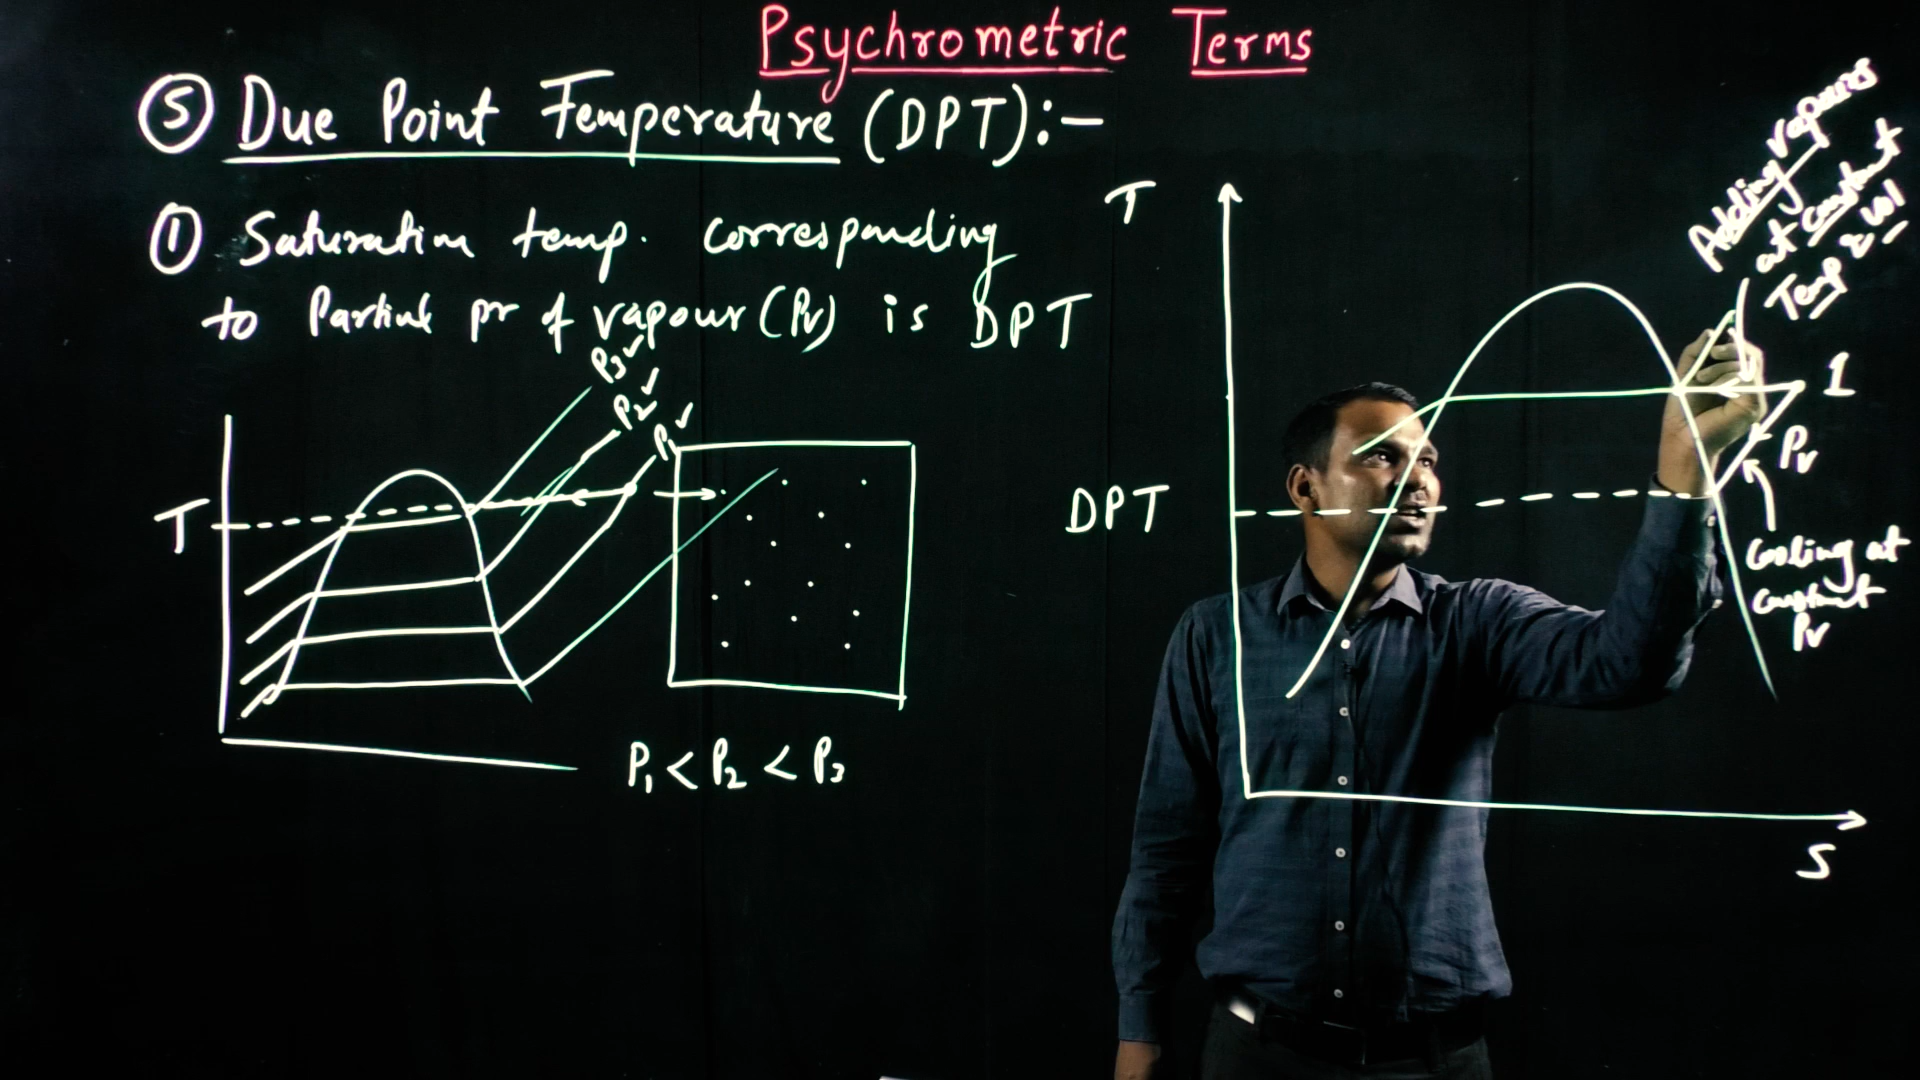 Psychrometric Terms
⑤ Due Point Temperature (DPT):-
① Saturation temp. corresponding
to Partial pr of vapour (Pv) is DPT
P3
P2
P1
T
P1 < P2 < P3
T
Adding vapours
at constant
Temp & vol
1
Pv
DPT
Cooling at
constant
Pv
S